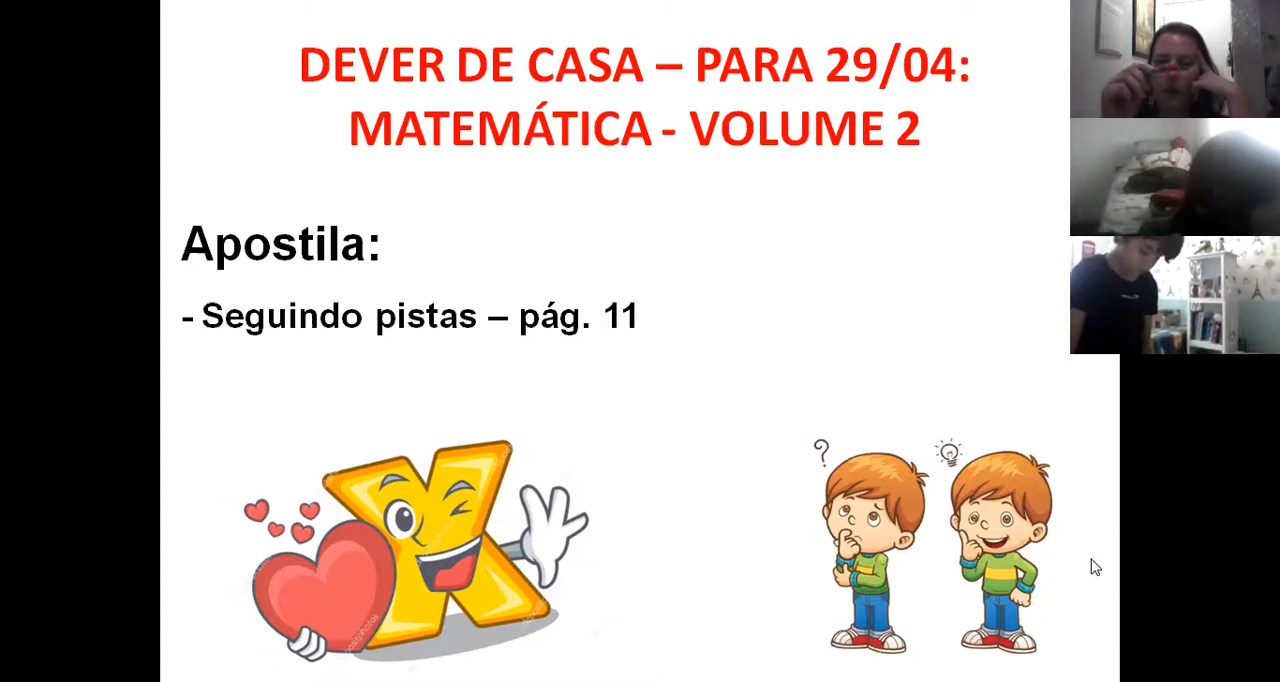 DEVER DE CASA – PARA 29/04:
MATEMÁTICA - VOLUME 2
Apostila:
- Seguindo pistas – pág. 11